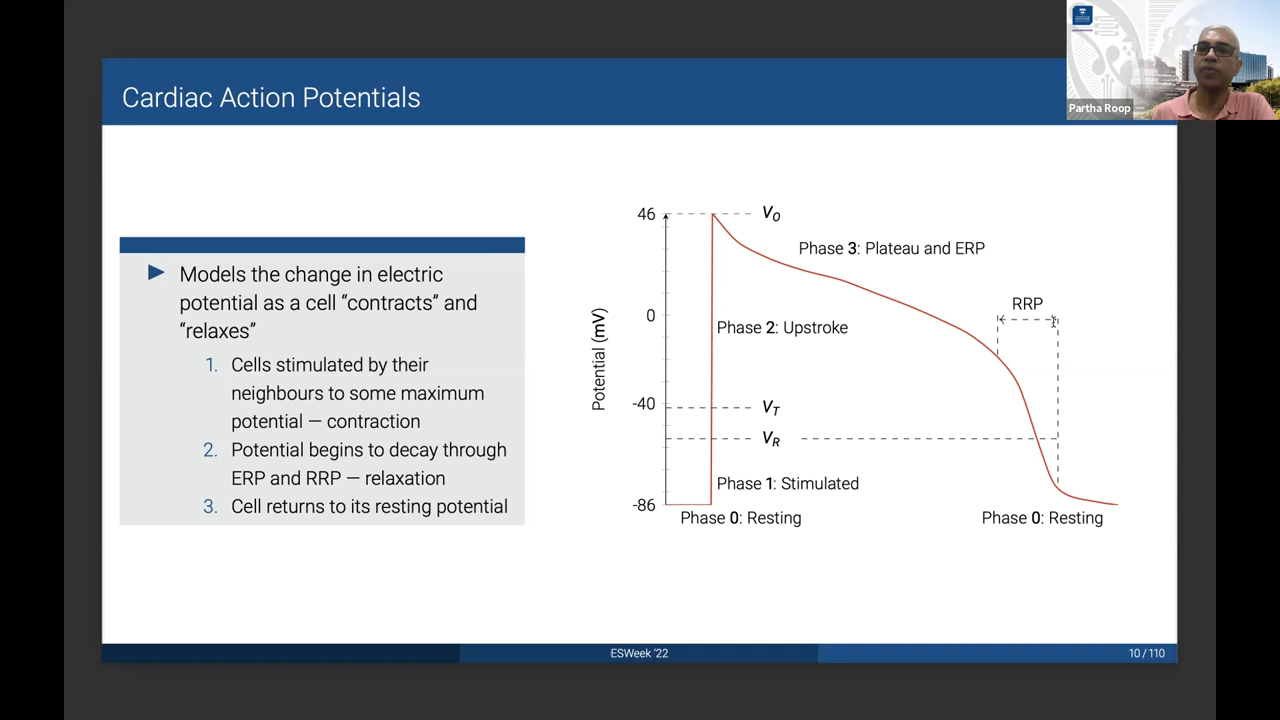 Cardiac Action Potentials
Partha Roop
Models the change in electric
potential as a cell “contracts” and
“relaxes”
1. Cells stimulated by their
neighbours to some maximum
potential — contraction
2. Potential begins to decay through
ERP and RRP — relaxation
3. Cell returns to its resting potential
Potential (mV)
46
0
-40
-86
V_O
Phase 3: Plateau and ERP
RRP
Phase 2: Upstroke
V_T
V_R
Phase 1: Stimulated
Phase 0: Resting
Phase 0: Resting
ESWeek ’22
10 / 110